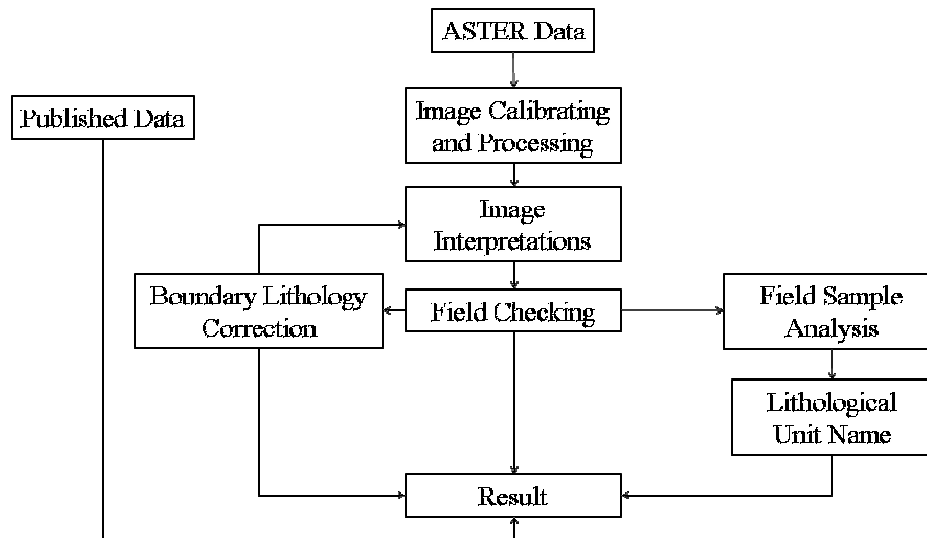 ASTER Data
Published Data
Image Calibrating
and Processing
Image
Interpretations
Boundary Lithology
Correction
Field Checking
Field Sample
Analysis
Lithological
Unit Name
Result